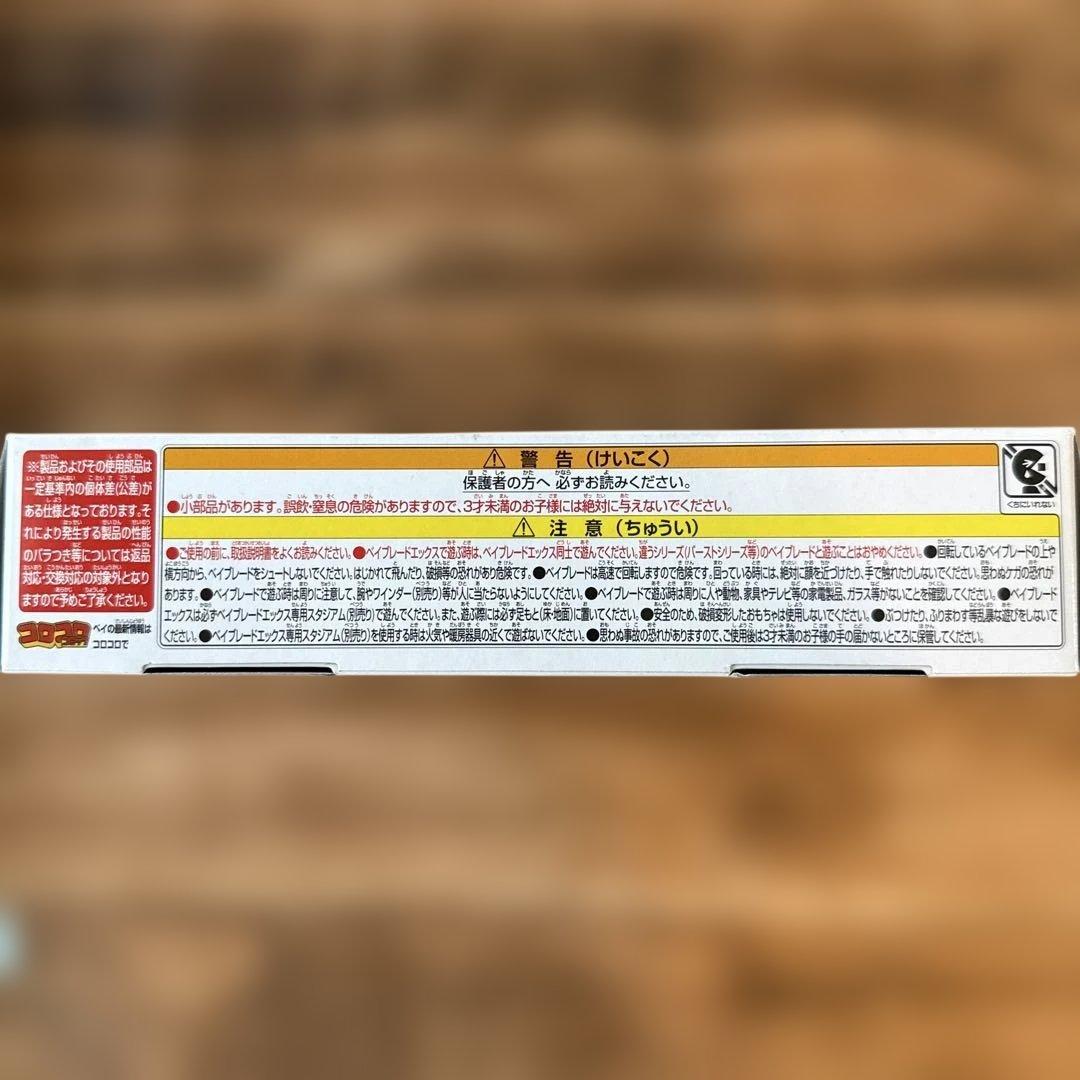 ※製品およびその使用部品は
一定基準内の個体差(公差)が
ある仕様となっております。そ
れにより発生する製品の性能
のバラつき等については返品
対応・交換対応の対象外となり
ますので予めご了承ください。
コロコロ
ベイの最新情報は
コロコロで
警告（けいこく）
保護者の方へ 必ずお読みください。
●小部品があります。誤飲・窒息の危険がありますので、3才未満のお子様には絶対に与えないでください。
注意（ちゅうい）
●ご使用の前に、取扱説明書をよくお読みください。●ベイブレードエックスで遊ぶ時は、ベイブレードエックス同士で遊んでください。違うシリーズ(バーストシリーズ等)のベイブレードと遊ぶことはおやめください。●回転しているベイブレードの上や
横方向から、ベイブレードをシュートしないでください。はじかれて飛んだり、破損等の恐れがあり危険です。●ベイブレードは高速で回転しますので危険です。回っている時には、絶対に顔を近づけたり、手で触れたりしないでください。思わぬケガの恐れが
あります。●ベイブレードで遊ぶ時は周りに注意して、腕やワインダー(別売り)等が人に当たらないようにしてください。●ベイブレードで遊ぶ時は周りに人や動物、家具やテレビ等の家電製品、ガラス等がないことを確認してください。●ベイブレード
エックスは必ずベイブレードエックス専用スタジアム(別売り)で遊んでください。また、遊ぶ際には必ず足もと(床・地面)に置いてください。●安全のため、破損変形したおもちゃは使用しないでください。●ぶつけたり、ふりまわす等乱暴な遊びをしないで
ください。●ベイブレードエックス専用スタジアム(別売り)を使用する時は火気や暖房器具の近くで遊ばないでください。●思わぬ事故の恐れがありますので、ご使用後は3才未満のお子様の手の届かないところに保管してください。
くちにいれない